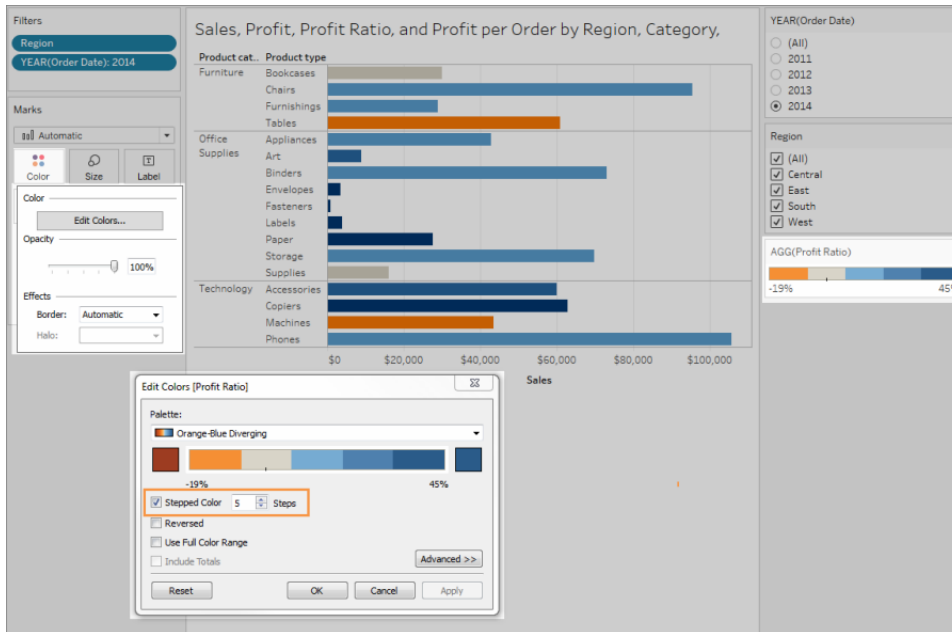 Filters
Region
YEAR(Order Date): 2014
Marks
Automatic
Color Size Label
Color
Edit Colors...
Opacity
100%
Effects
Border: Automatic
Halo:
Sales, Profit, Profit Ratio, and Profit per Order by Region, Category,
Product cat.. Product type
Furniture Bookcases
Chairs
Furnishings
Tables
Office Supplies Appliances
Art
Binders
Envelopes
Fasteners
Labels
Paper
Storage
Supplies
Technology Accessories
Copiers
Machines
Phones
$0 $20,000 $40,000 $60,000 $80,000 $100,000
Sales
YEAR(Order Date)
(All)
2011
2012
2013
2014
Region
(All)
Central
East
South
West
AGG(Profit Ratio)
-19% 45%
Edit Colors [Profit Ratio]
Palette:
Orange-Blue Diverging
-19% 45%
Stepped Color 5 Steps
Reversed
Use Full Color Range
Include Totals
Advanced >>
Reset OK Cancel Apply